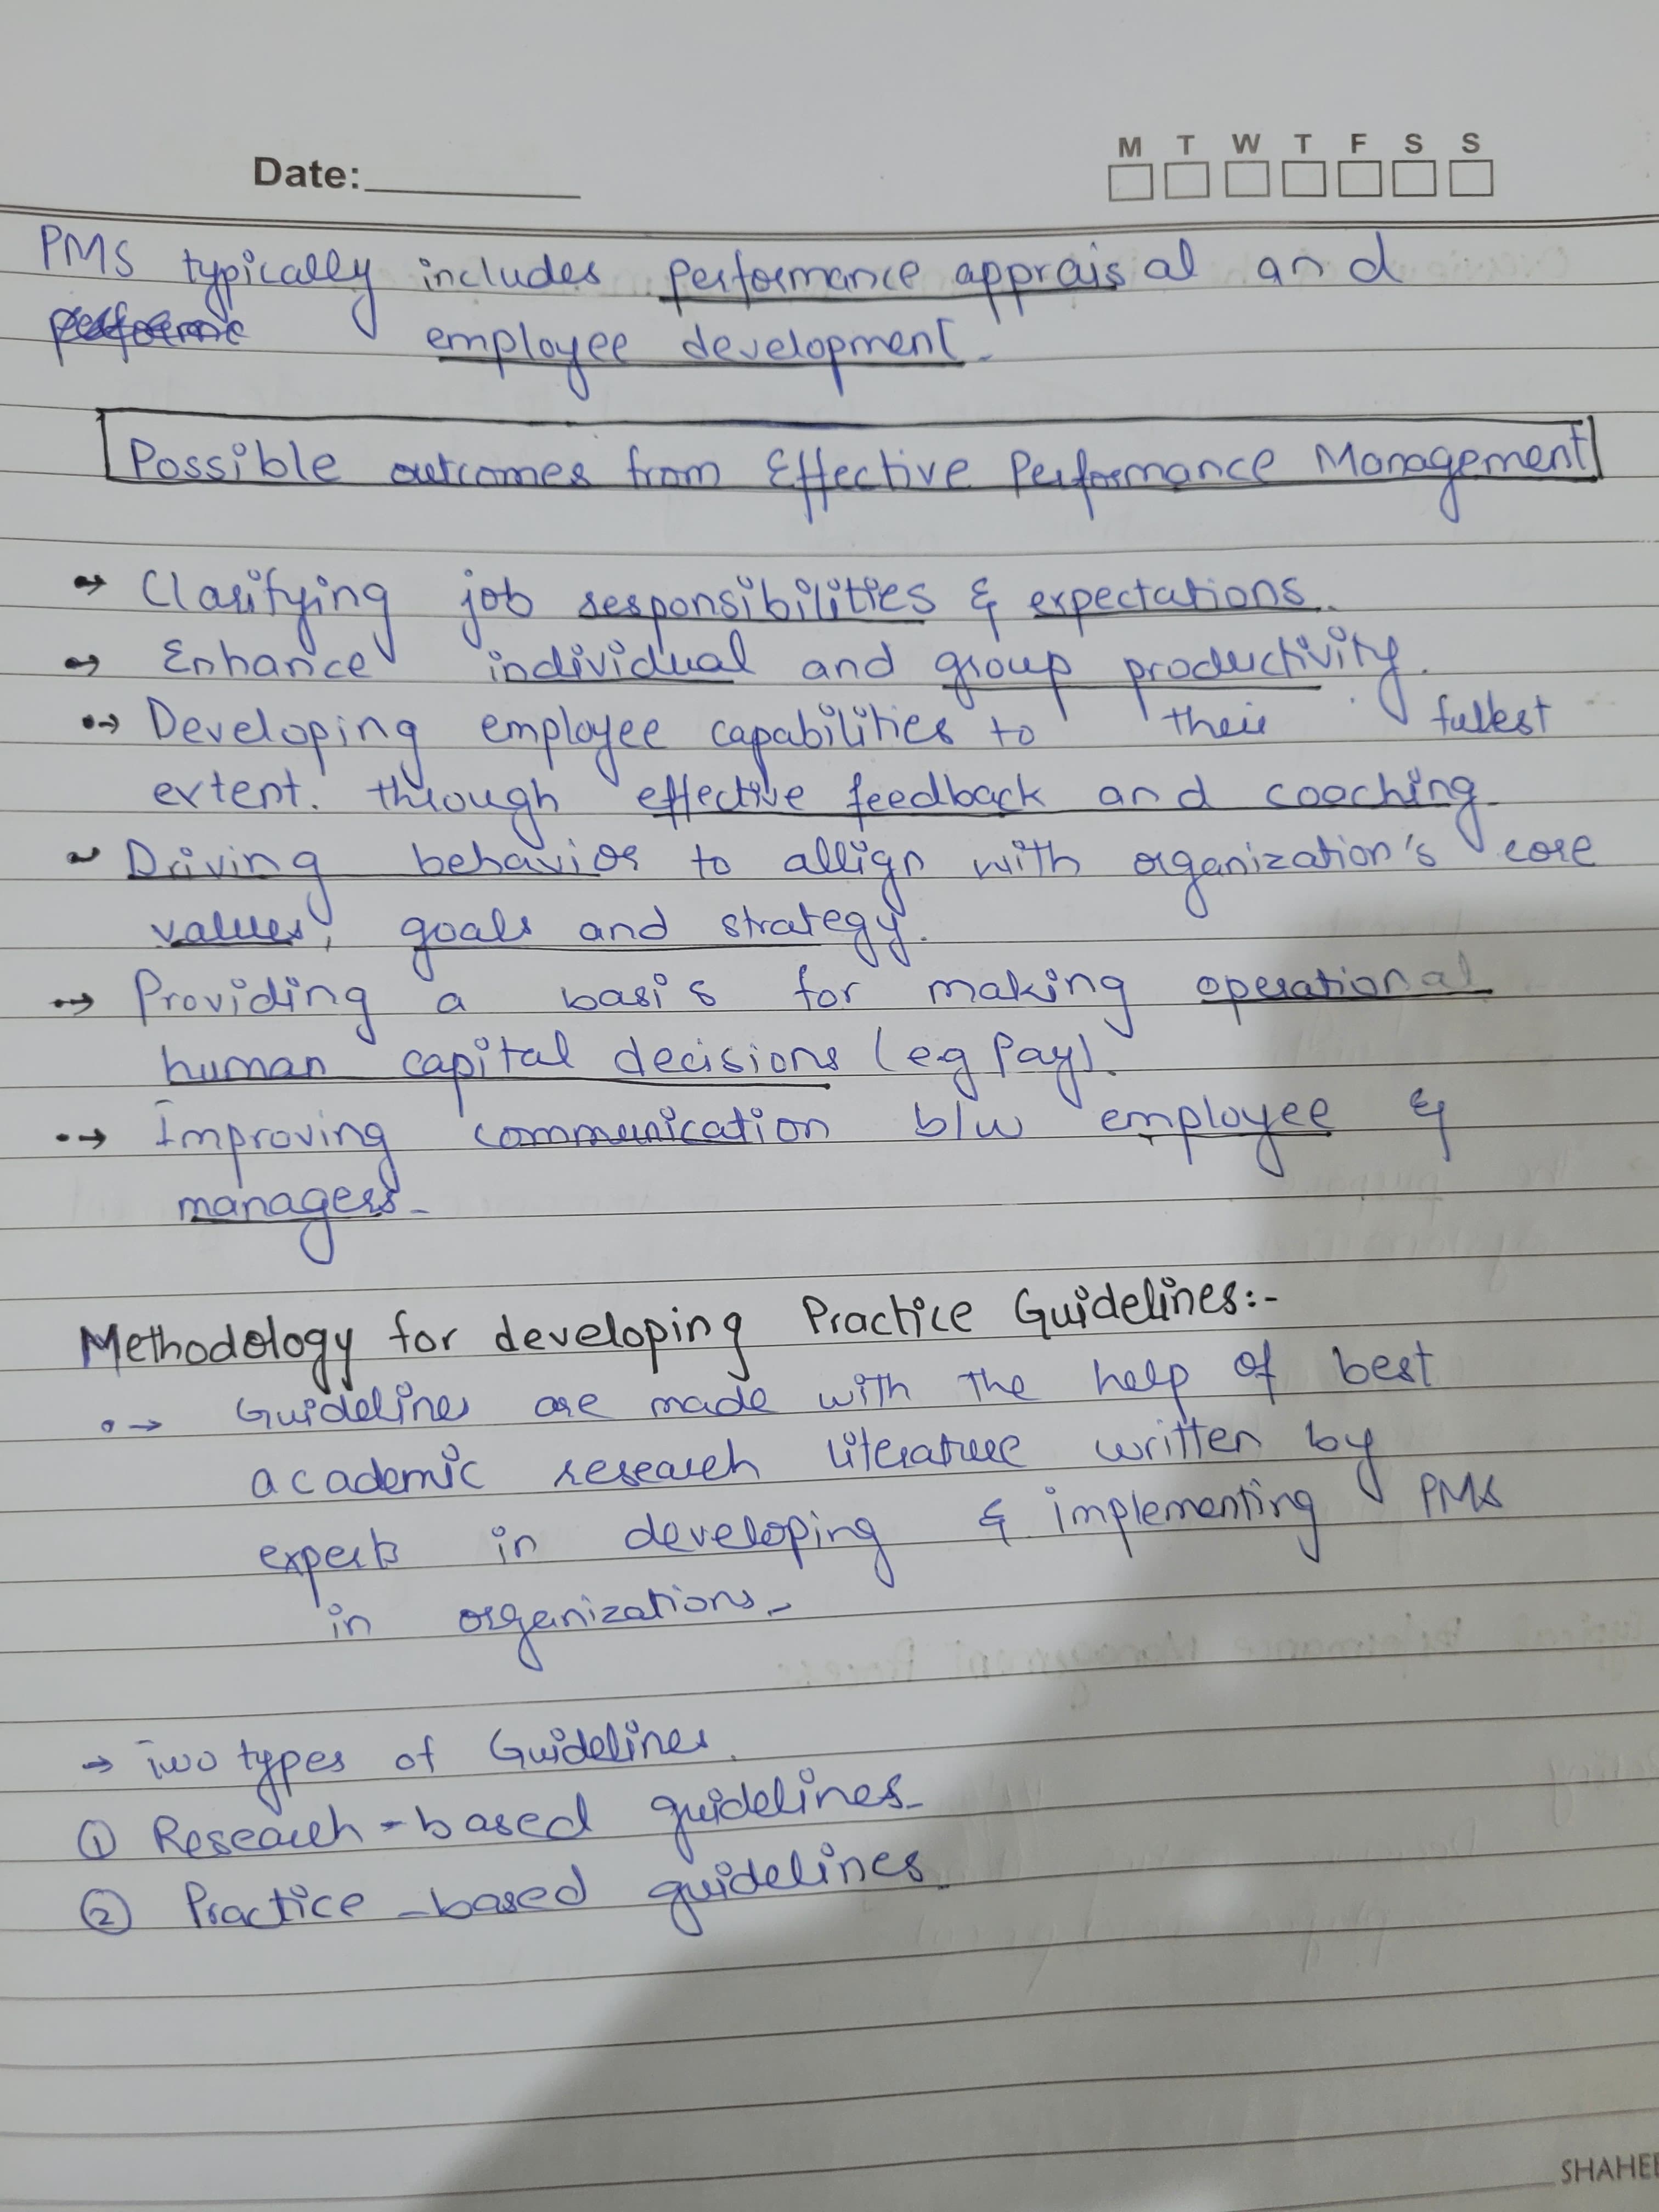 Date:
M T W T F S S
PMS typically includes performance appraisal and
employee development.
Possible outcomes from Effective Performance Management
→ Clarifying job responsibilities & expectations.
→ Enhance individual and group productivity.
→ Developing employee capabilities to their fullest
extent. through effective feedback and coaching
~ Driving behavior to allign with organization's core
values, goals and strategy.
→ Providing a basis for making operational
human capital decisions (eg Pay).
→ Improving communication b/w employee &
managers.
Methodology for developing Practice Guidelines:-
→ Guidelines are made with the help of best
academic research literature written by
experts in developing & implementing PMS
in organizations.
→ Two types of Guidelines.
① Research-based guidelines.
② Practice-based guidelines.